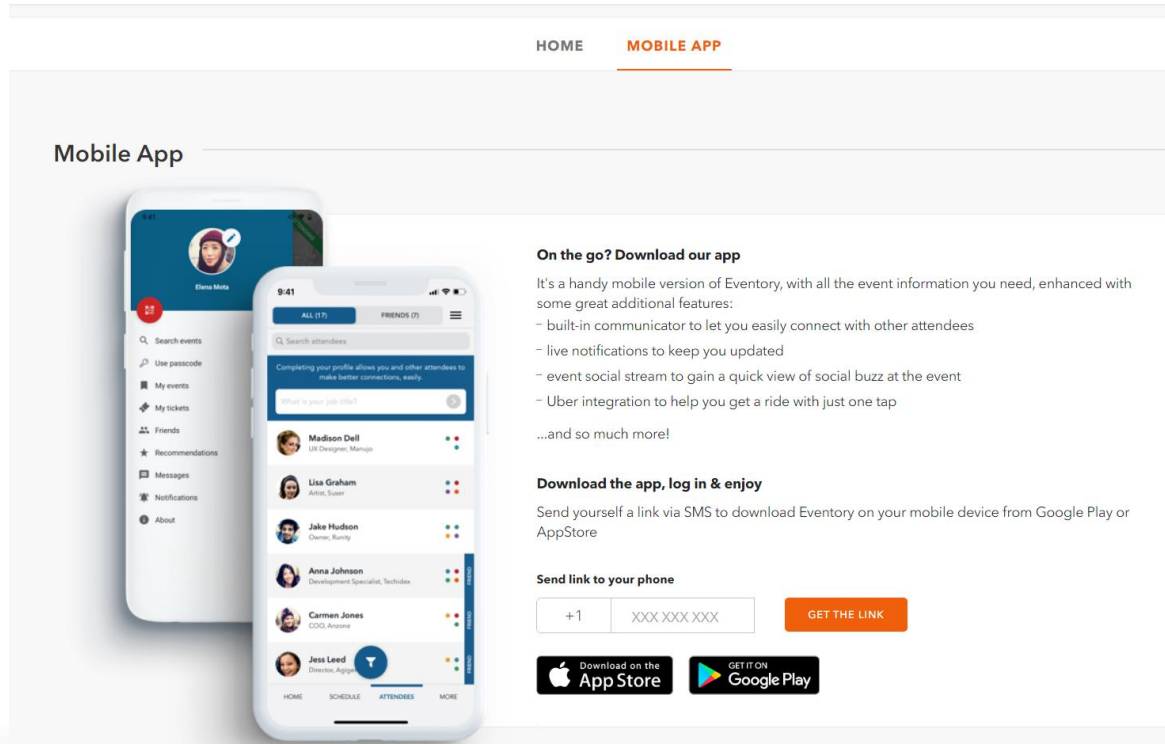 HOME
MOBILE APP
Mobile App
9:41
Elena Mota
Search events
Use passcode
My events
My tickets
Friends
Recommendations
Messages
Notifications
About
9:41
ALL (17)
FRIENDS (7)
Search attendees
Completing your profile allows you and other attendees to
make better connections, easily.
What is your job title?
Madison Dell
UX Designer, Manujo
Lisa Graham
Artist, Suxer
Jake Hudson
Owner, Runity
Anna Johnson
Development Specialist, Techidex
FRIEND
Carmen Jones
COO, Anzone
FRIEND
Jess Leed
Director,
FRIEND
HOME
SCHEDULE
ATTENDEES
MORE
On the go? Download our app
It's a handy mobile version of Eventory, with all the event information you need, enhanced with
some great additional features:
- built-in communicator to let you easily connect with other attendees
- live notifications to keep you updated
- event social stream to gain a quick view of social buzz at the event
- Uber integration to help you get a ride with just one tap
...and so much more!
Download the app, log in & enjoy
Send yourself a link via SMS to download Eventory on your mobile device from Google Play or
AppStore
Send link to your phone
+1
XXX XXX XXX
GET THE LINK
Download on the
App Store
GET IT ON
Google Play